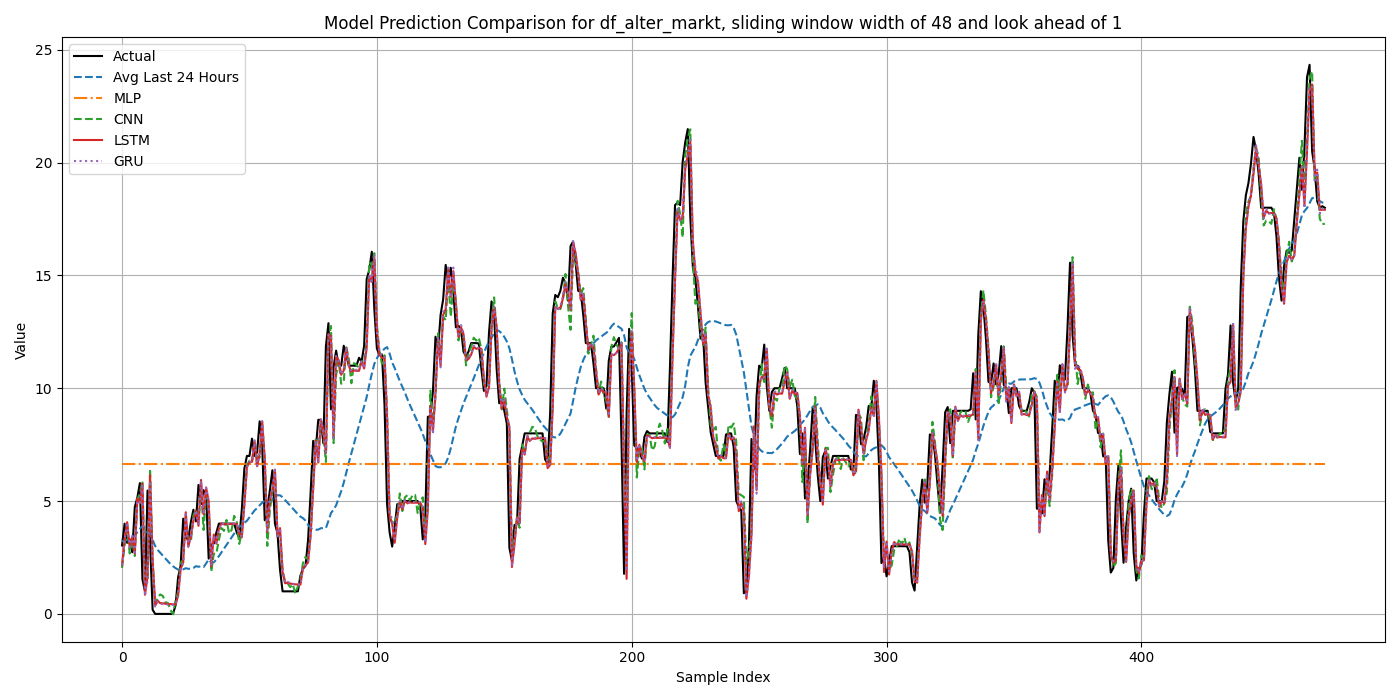 Model Prediction Comparison for df_alter_markt, sliding window width of 48 and look ahead of 1
Actual
Avg Last 24 Hours
MLP
CNN
LSTM
GRU
25
20
15
10
5
0
Value
0 100 200 300 400
Sample Index